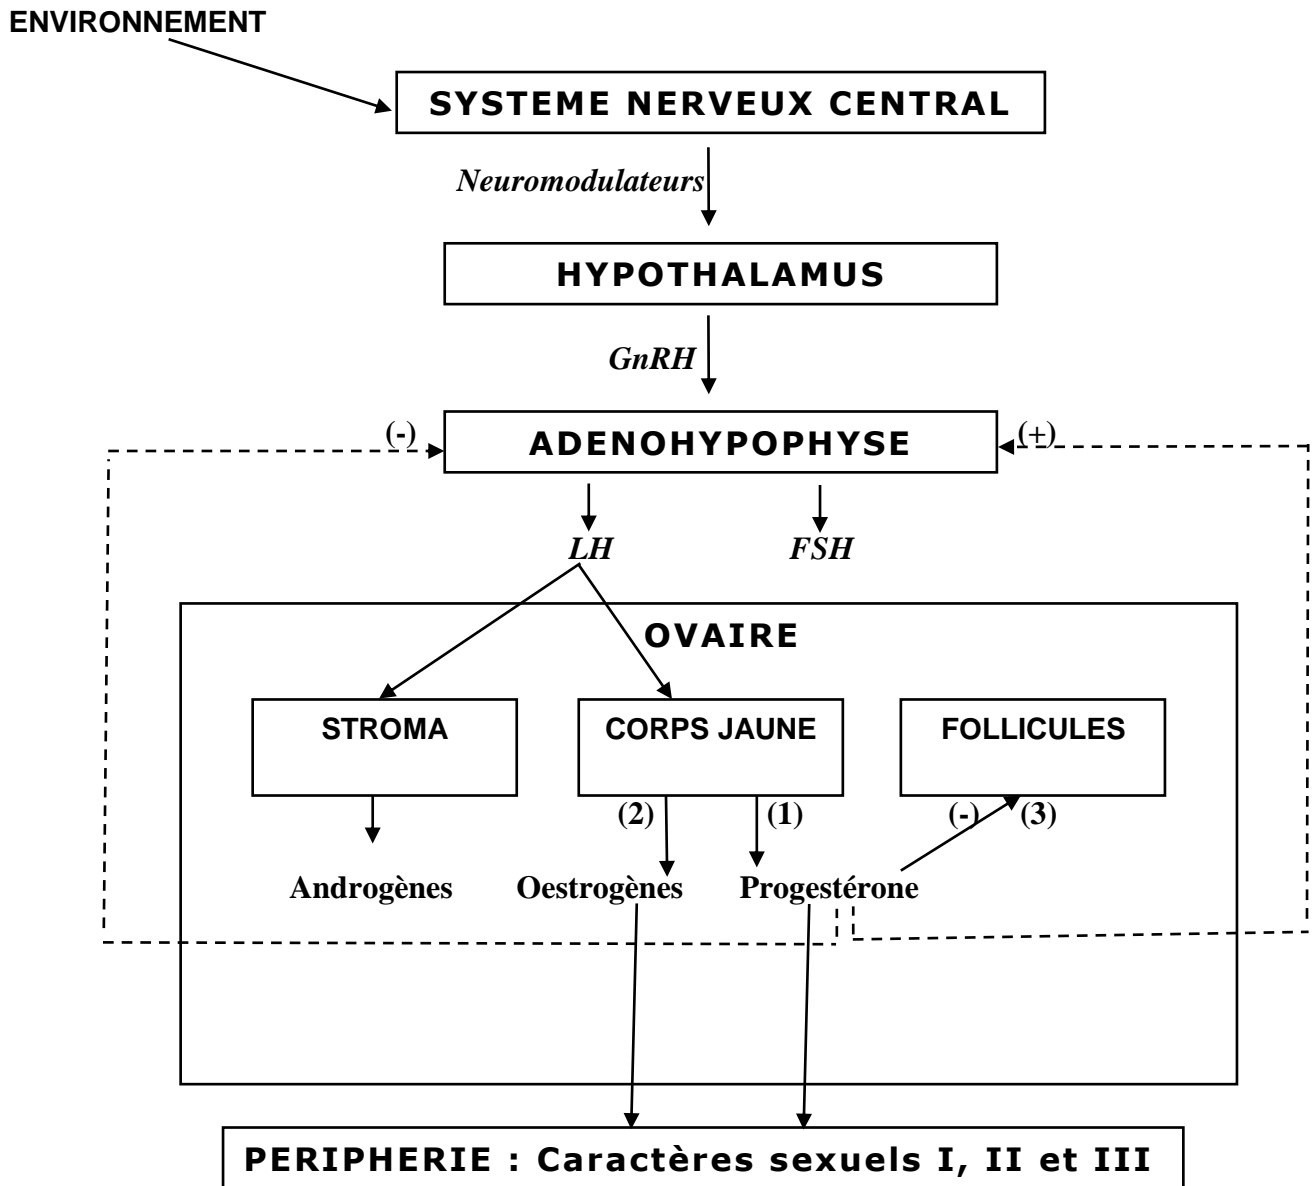 ENVIRONNEMENT
SYSTEME NERVEUX CENTRAL
Neuromodulateurs
HYPOTHALAMUS
GnRH
(-)
ADENOHYPOPHYSE
(+)
LH
FSH
OVAIRE
STROMA
CORPS JAUNE
FOLLICULES
(2)
(1)
(-)
(3)
Androgènes
Oestrogènes
Progestérone
PERIPHERIE : Caractères sexuels I, II et III